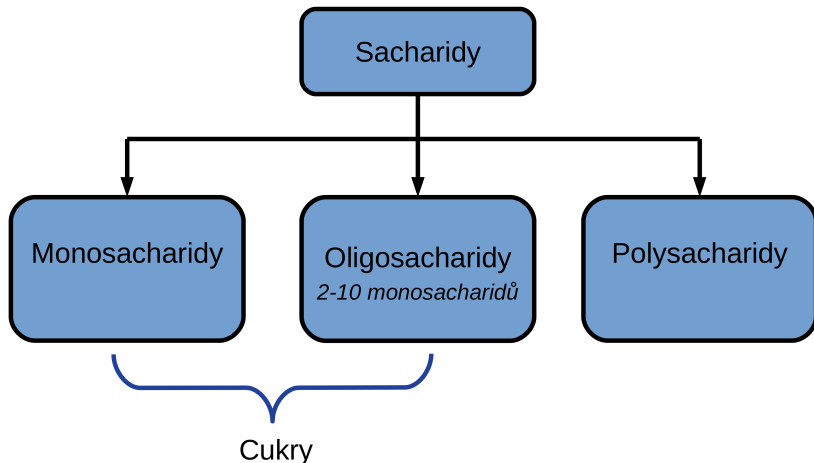 Sacharidy
Monosacharidy
Oligosacharidy
2-10 monosacharidů
Polysacharidy
Cukry